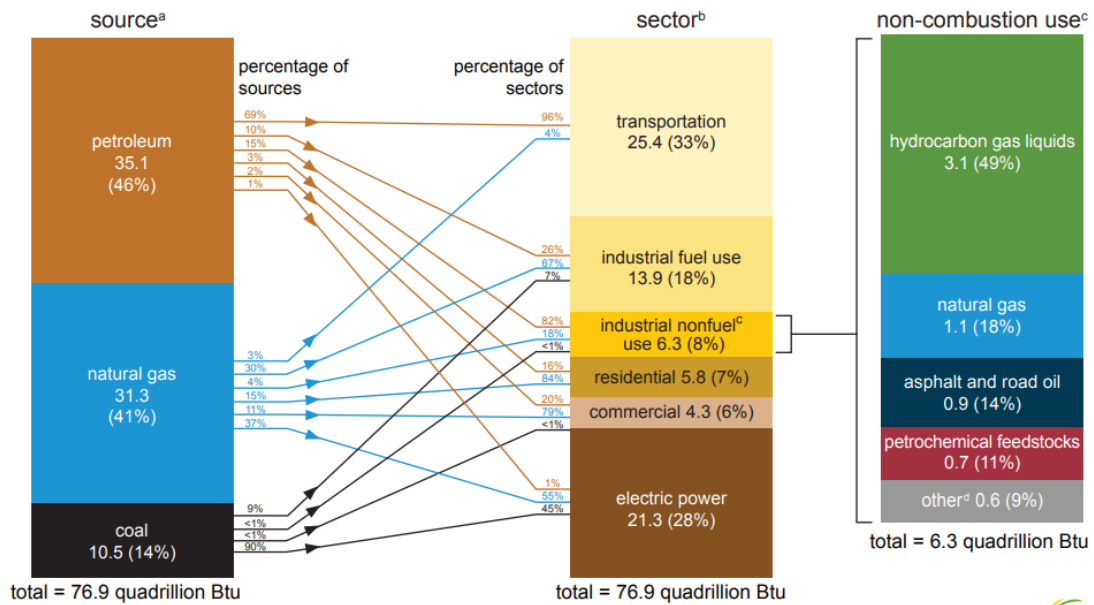 source^a
petroleum
35.1
(46%)
natural gas
31.3
(41%)
coal
10.5 (14%)
total = 76.9 quadrillion Btu
percentage of
sources
69%
10%
15%
3%
2%
1%
3%
30%
4%
15%
11%
37%
9%
<1%
<1%
90%
percentage of
sectors
96%
4%
26%
67%
7%
82%
18%
<1%
16%
84%
20%
79%
<1%
1%
55%
45%
sector^b
transportation
25.4 (33%)
industrial fuel use
13.9 (18%)
industrial nonfuel^c
use 6.3 (8%)
residential 5.8 (7%)
commercial 4.3 (6%)
electric power
21.3 (28%)
total = 76.9 quadrillion Btu
non-combustion use^c
hydrocarbon gas liquids
3.1 (49%)
natural gas
1.1 (18%)
asphalt and road oil
0.9 (14%)
petrochemical feedstocks
0.7 (11%)
other^d 0.6 (9%)
total = 6.3 quadrillion Btu